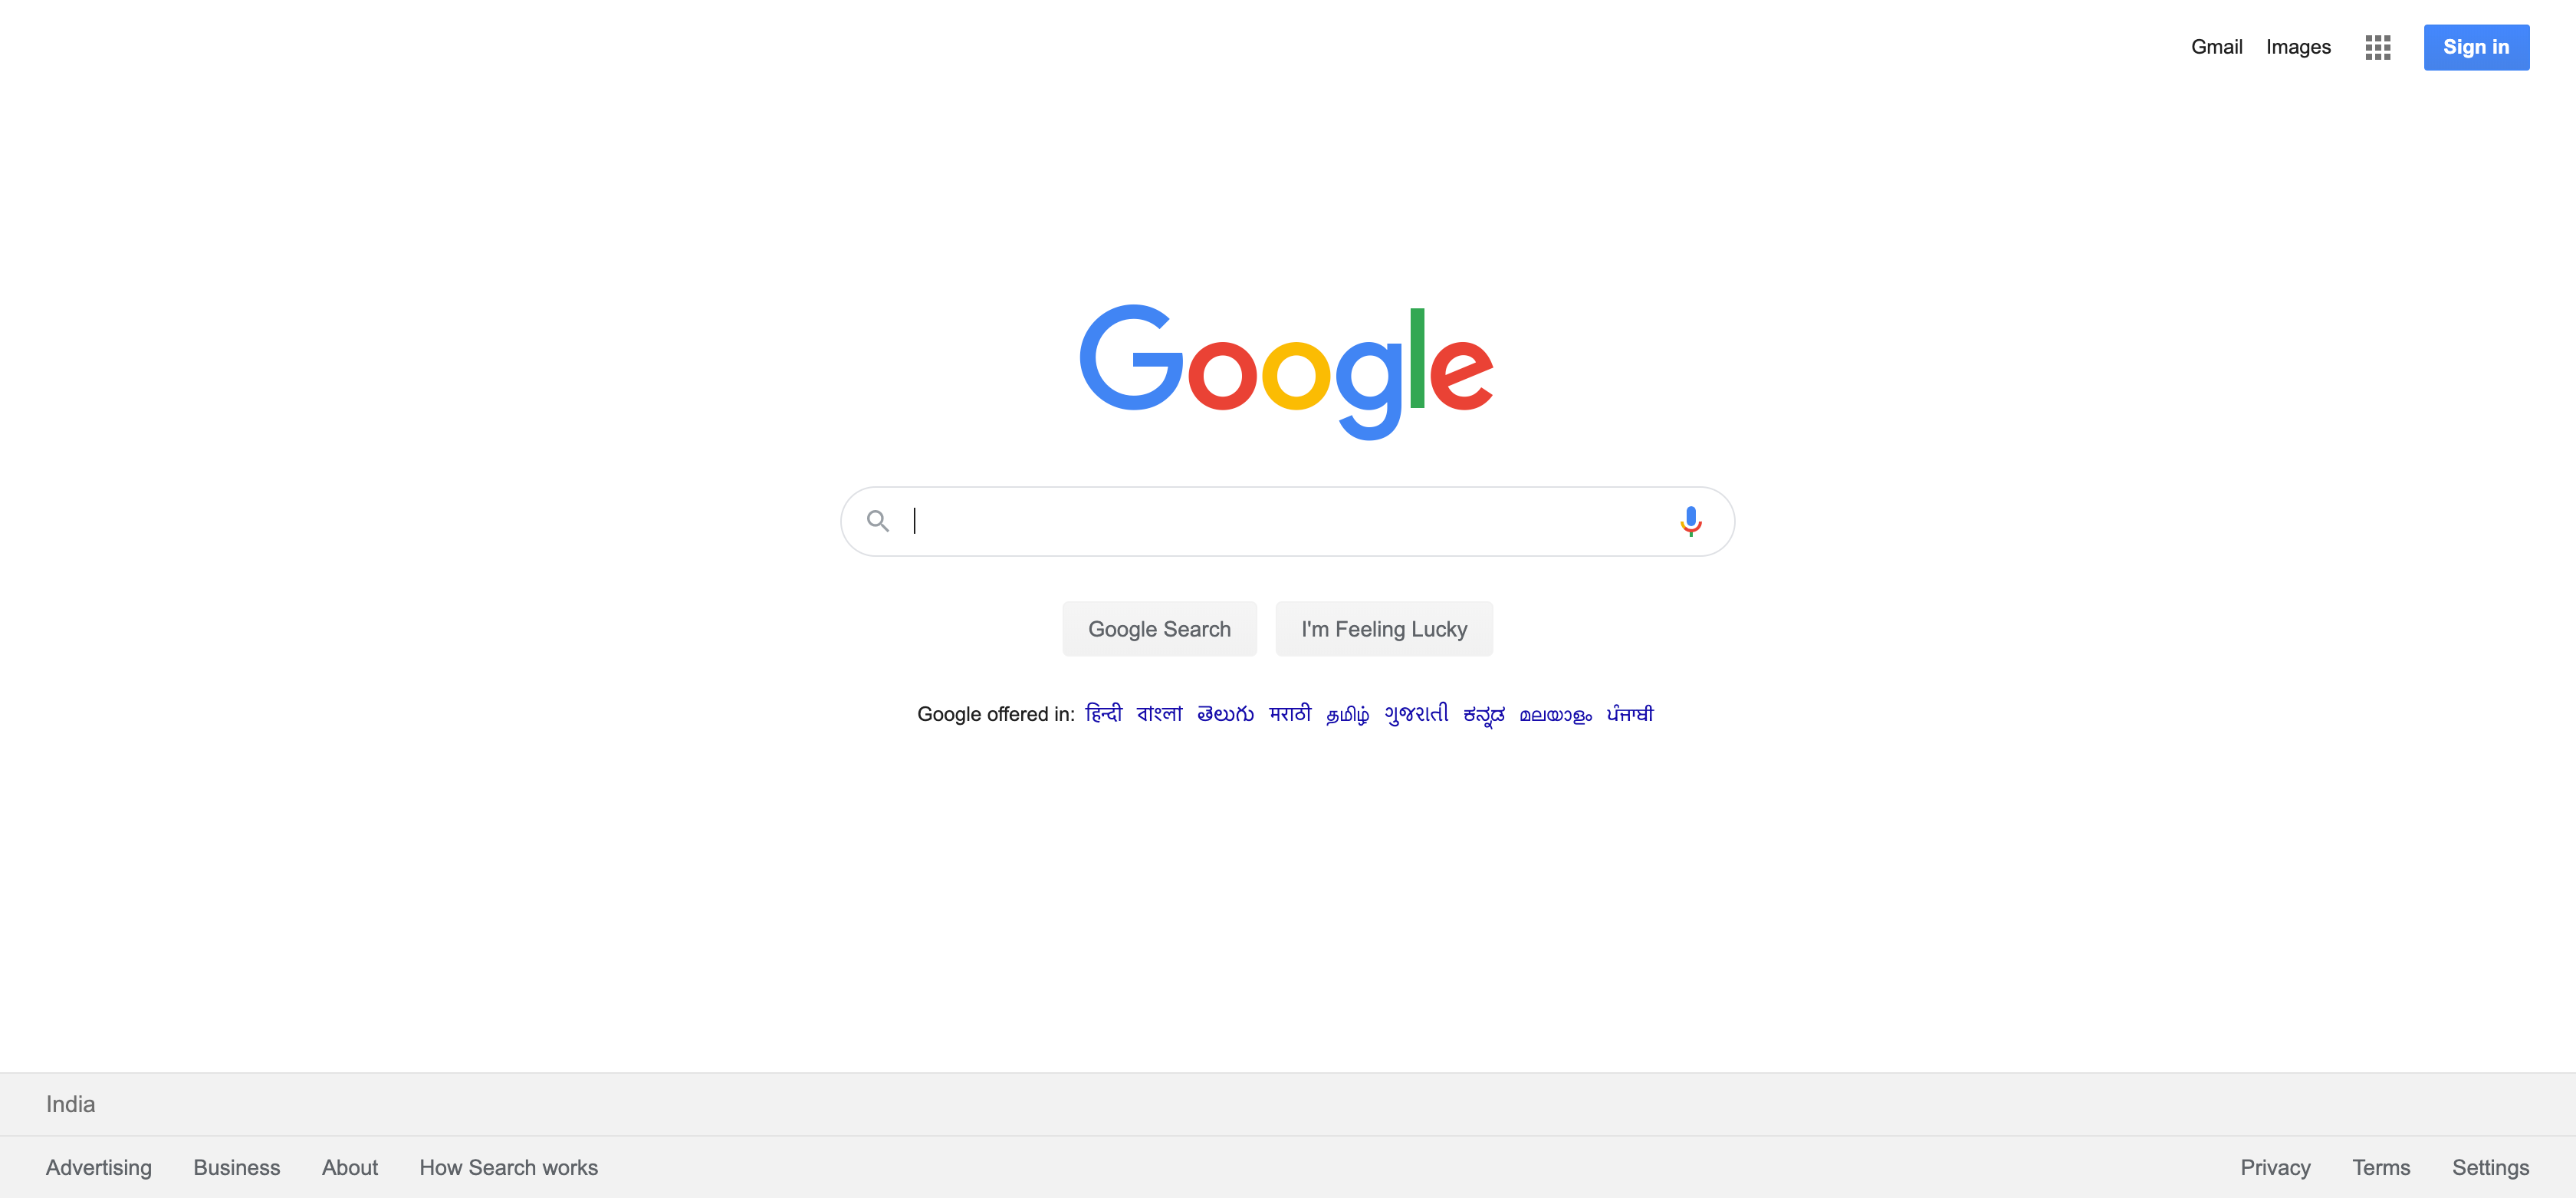 Gmail Images Sign in
Google
Google Search I'm Feeling Lucky
Google offered in: हिन्दी বাংলা తెలుగు मराठी தமிழ் ગુજરાતી ಕನ್ನಡ മലയാളം ਪੰਜਾਬੀ
India
Advertising Business About How Search works Privacy Terms Settings